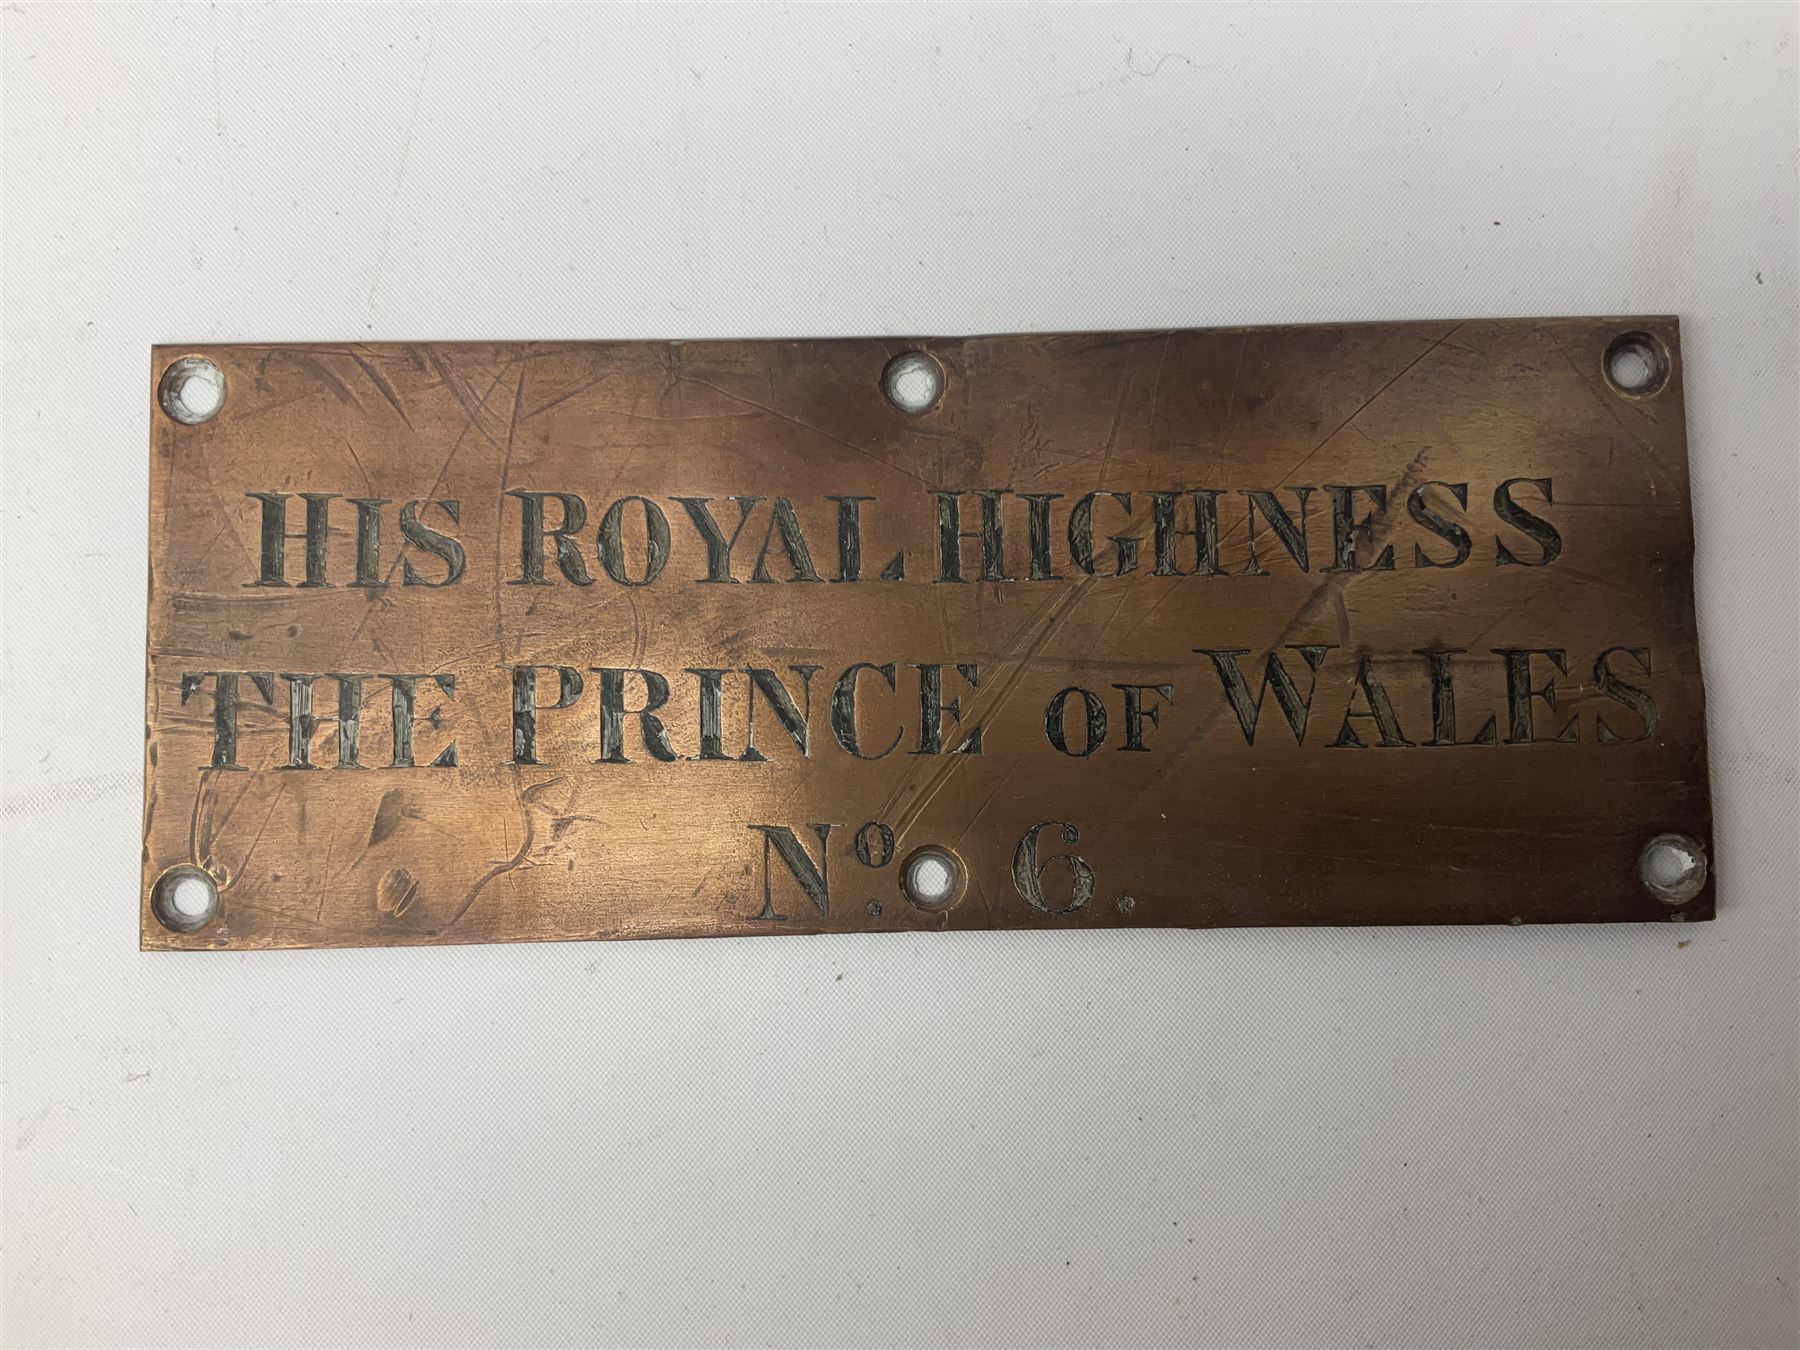 HIS ROYAL HIGHNESS
THE PRINCE OF WALES
No. 6.